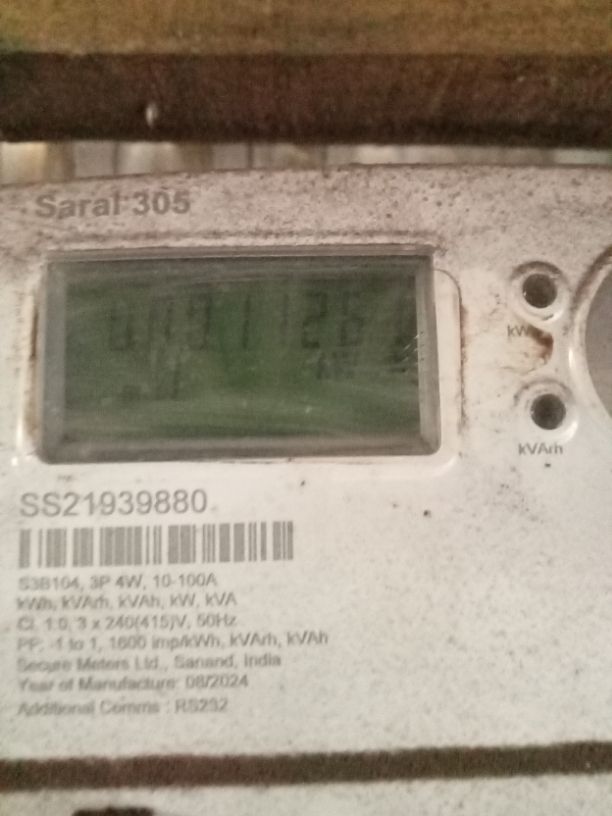 Saral 305
kVArh
SS21939880
S3B104, 3P 4W, 10-100A
kWh, kVArh, kVAh, kW, kVA
Cl. 1.0, 3 x 240(415)V, 50Hz
PF: -1 to 1, 1600 imp/kWh, kVArh, kVAh
Secure Meters Ltd., Sanand, India
Year of Manufacture: 08/2024
Additional Comms : RS232